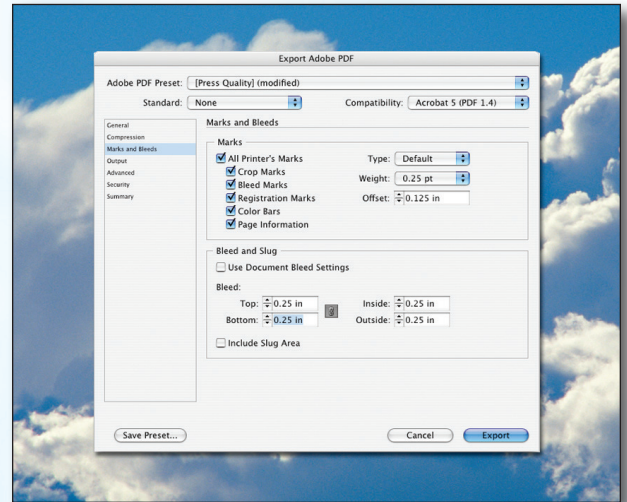 Export Adobe PDF
Adobe PDF Preset: [Press Quality] (modified)
Standard: None Compatibility: Acrobat 5 (PDF 1.4)
General
Compression
Marks and Bleeds
Output
Advanced
Security
Summary
Marks and Bleeds
Marks
All Printer's Marks Type: Default
Crop Marks Weight: 0.25 pt
Bleed Marks
Registration Marks Offset: 0.125 in
Color Bars
Page Information
Bleed and Slug
Use Document Bleed Settings
Bleed:
Top: 0.25 in Inside: 0.25 in
Bottom: 0.25 in Outside: 0.25 in
Include Slug Area
Save Preset... Cancel Export